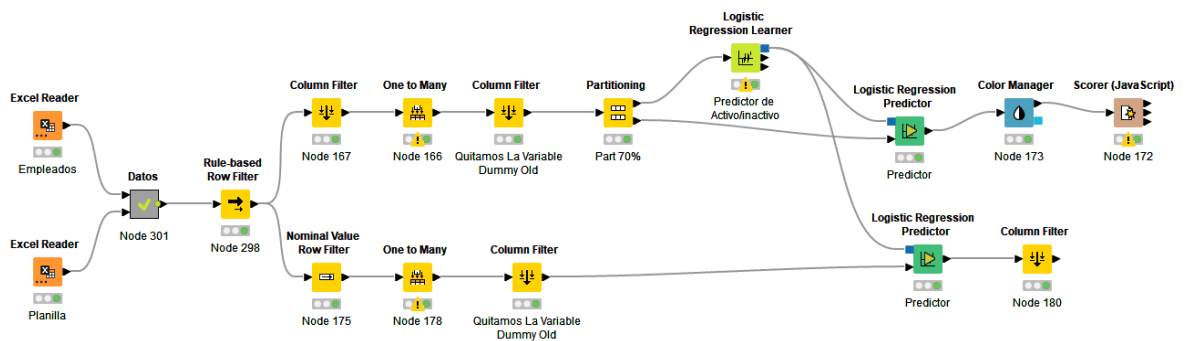 Excel Reader
Empleados
Excel Reader
Planilla
Datos
Node 301
Rule-based
Row Filter
Node 298
Column Filter
Node 167
One to Many
Node 166
Column Filter
Quitamos La Variable
Dummy Old
Partitioning
Part 70%
Logistic
Regression Learner
Predictor de
Activo/inactivo
Logistic Regression
Predictor
Predictor
Color Manager
Node 173
Scorer (JavaScript)
Node 172
Nominal Value
Row Filter
Node 175
One to Many
Node 178
Column Filter
Quitamos La Variable
Dummy Old
Logistic Regression
Predictor
Predictor
Column Filter
Node 180